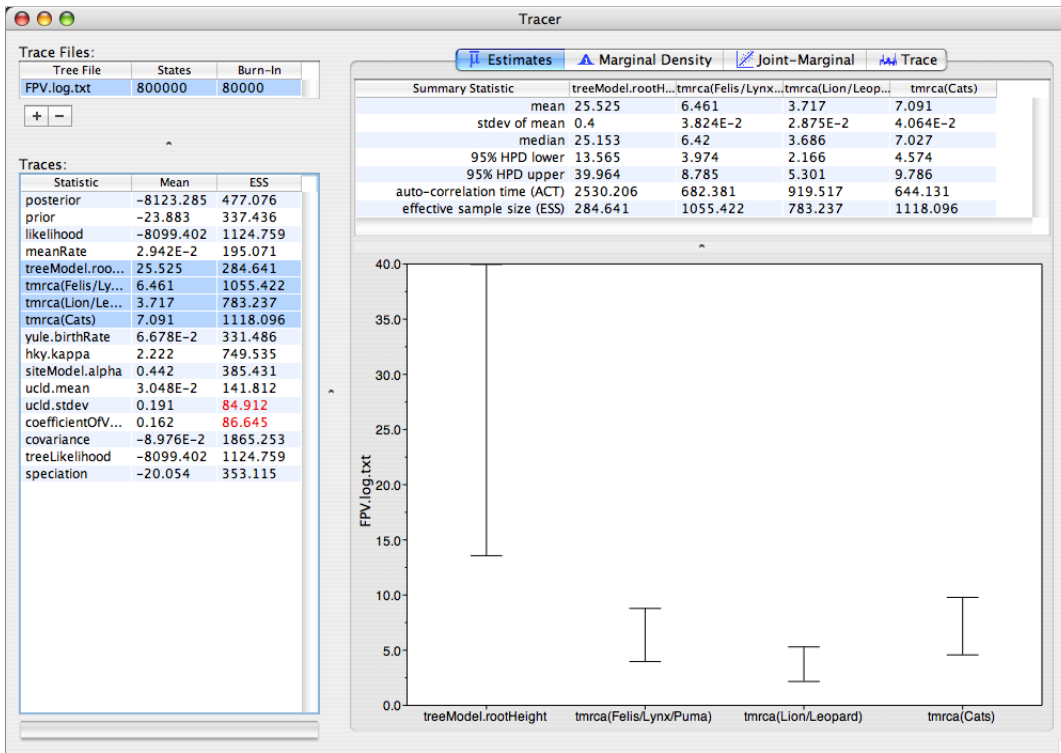 Tracer
Trace Files:
Tree File States Burn-In
FPV.log.txt 800000 80000
+ −
Traces:
Statistic Mean ESS
posterior -8123.285 477.076
prior -23.883 337.436
likelihood -8099.402 1124.759
meanRate 2.942E-2 195.071
treeModel.roo... 25.525 284.641
tmrca(Felis/Ly... 6.461 1055.422
tmrca(Lion/Le... 3.717 783.237
tmrca(Cats) 7.091 1118.096
yule.birthRate 6.678E-2 331.486
hky.kappa 2.222 749.535
siteModel.alpha 0.442 385.431
ucld.mean 3.048E-2 141.812
ucld.stdev 0.191 84.912
coefficientOfV... 0.162 86.645
covariance -8.976E-2 1865.253
treeLikelihood -8099.402 1124.759
speciation -20.054 353.115
μ Estimates Marginal Density Joint-Marginal Trace
Summary Statistic treeModel.rootH... tmrca(Felis/Lynx... tmrca(Lion/Leop... tmrca(Cats)
mean 25.525 6.461 3.717 7.091
stdev of mean 0.4 3.824E-2 2.875E-2 4.064E-2
median 25.153 6.42 3.686 7.027
95% HPD lower 13.565 3.974 2.166 4.574
95% HPD upper 39.964 8.785 5.301 9.786
auto-correlation time (ACT) 2530.206 682.381 919.517 644.131
effective sample size (ESS) 284.641 1055.422 783.237 1118.096
FPV.log.txt
40.0
35.0
30.0
25.0
20.0
15.0
10.0
5.0
0.0
treeModel.rootHeight tmrca(Felis/Lynx/Puma) tmrca(Lion/Leopard) tmrca(Cats)